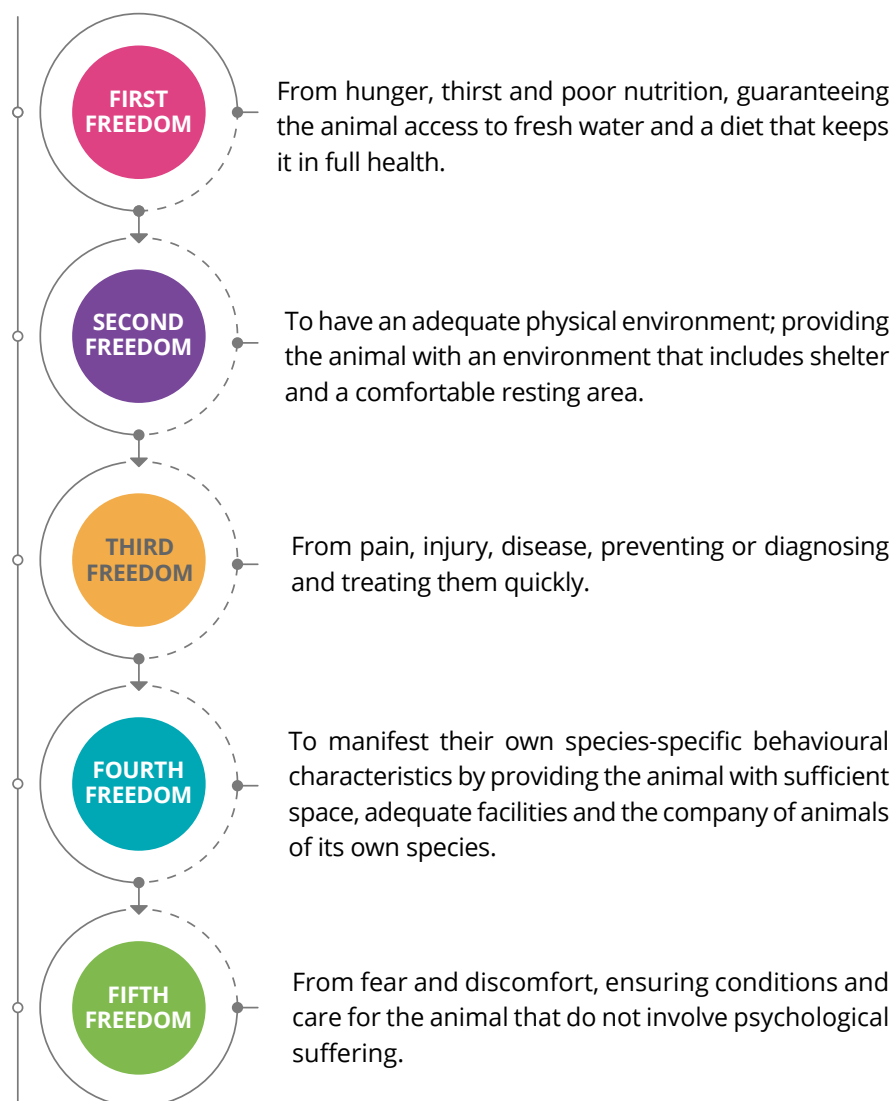 FIRST
FREEDOM
From hunger, thirst and poor nutrition, guaranteeing
the animal access to fresh water and a diet that keeps
it in full health.
SECOND
FREEDOM
To have an adequate physical environment; providing
the animal with an environment that includes shelter
and a comfortable resting area.
THIRD
FREEDOM
From pain, injury, disease, preventing or diagnosing
and treating them quickly.
FOURTH
FREEDOM
To manifest their own species-specific behavioural
characteristics by providing the animal with sufficient
space, adequate facilities and the company of animals
of its own species.
FIFTH
FREEDOM
From fear and discomfort, ensuring conditions and
care for the animal that do not involve psychological
suffering.